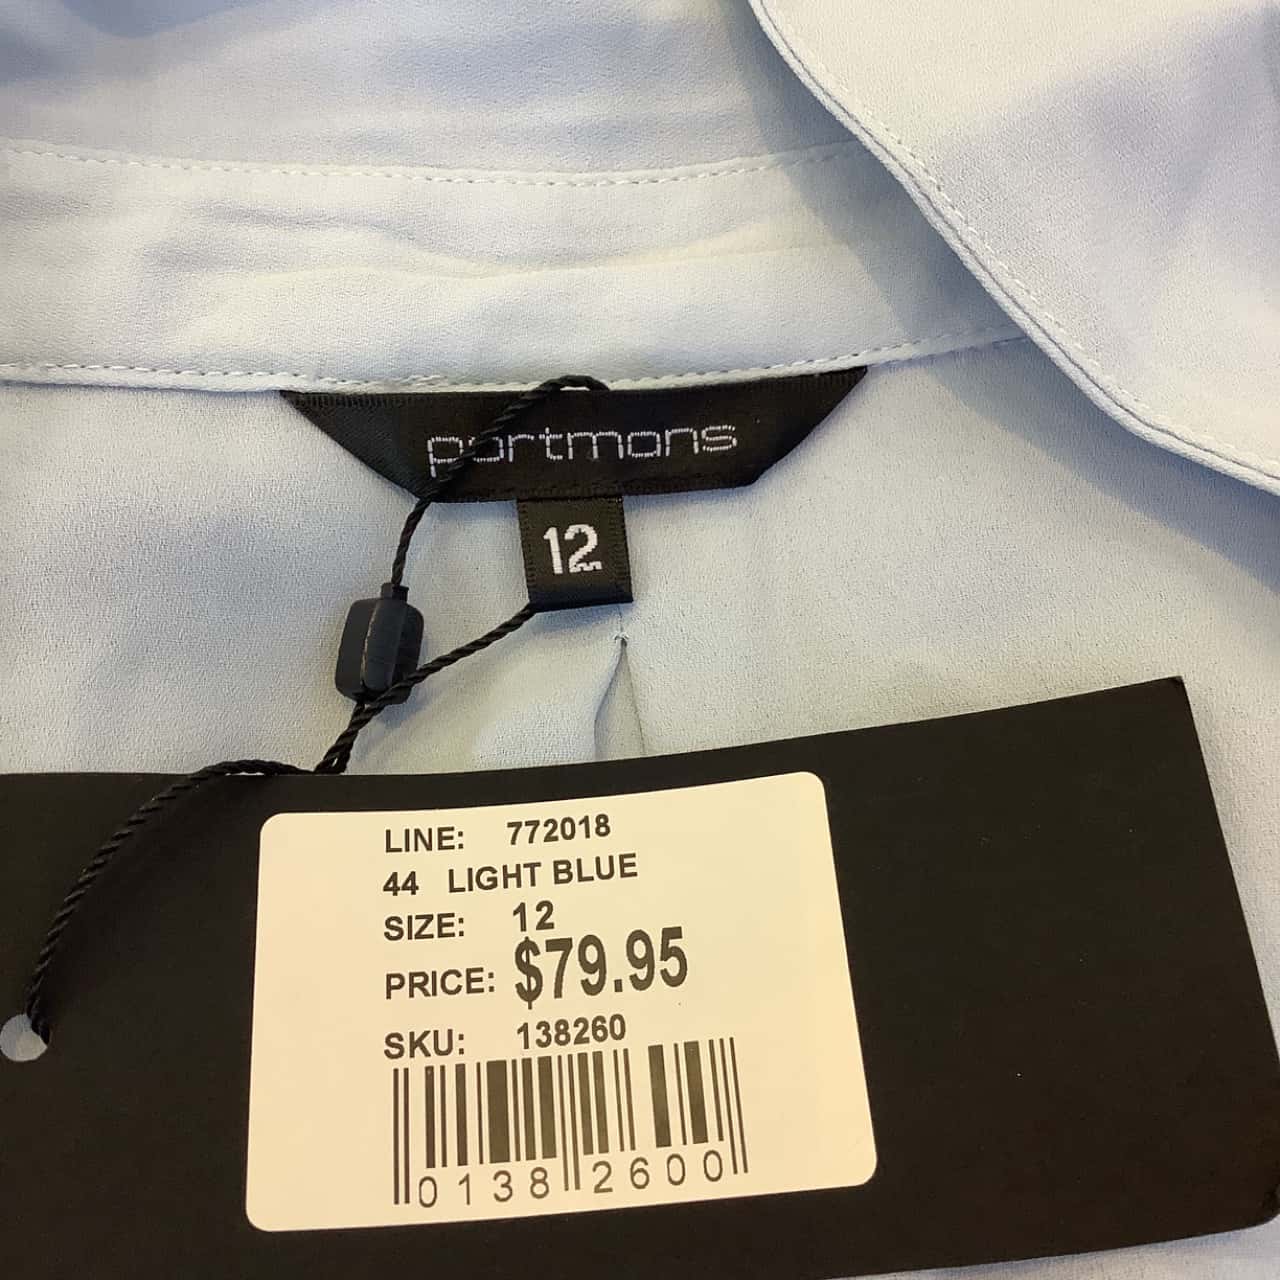 portmans
12
LINE: 772018
44 LIGHT BLUE
SIZE: 12
PRICE: $79.95
SKU: 138260
0138 2600